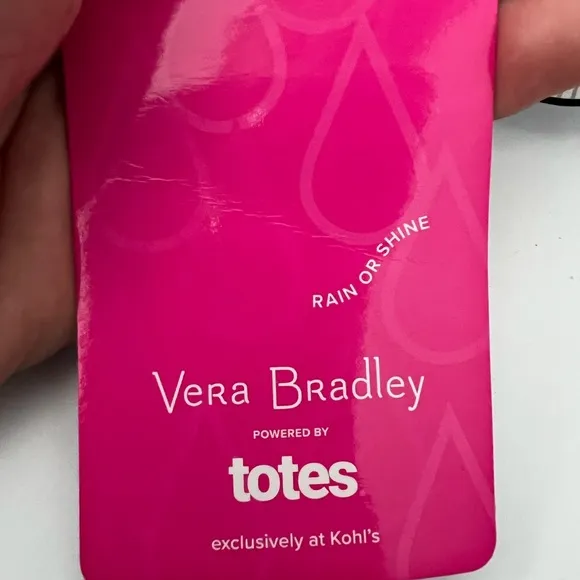 RAIN OR SHINE
Vera Bradley
POWERED BY
totes
exclusively at Kohl's